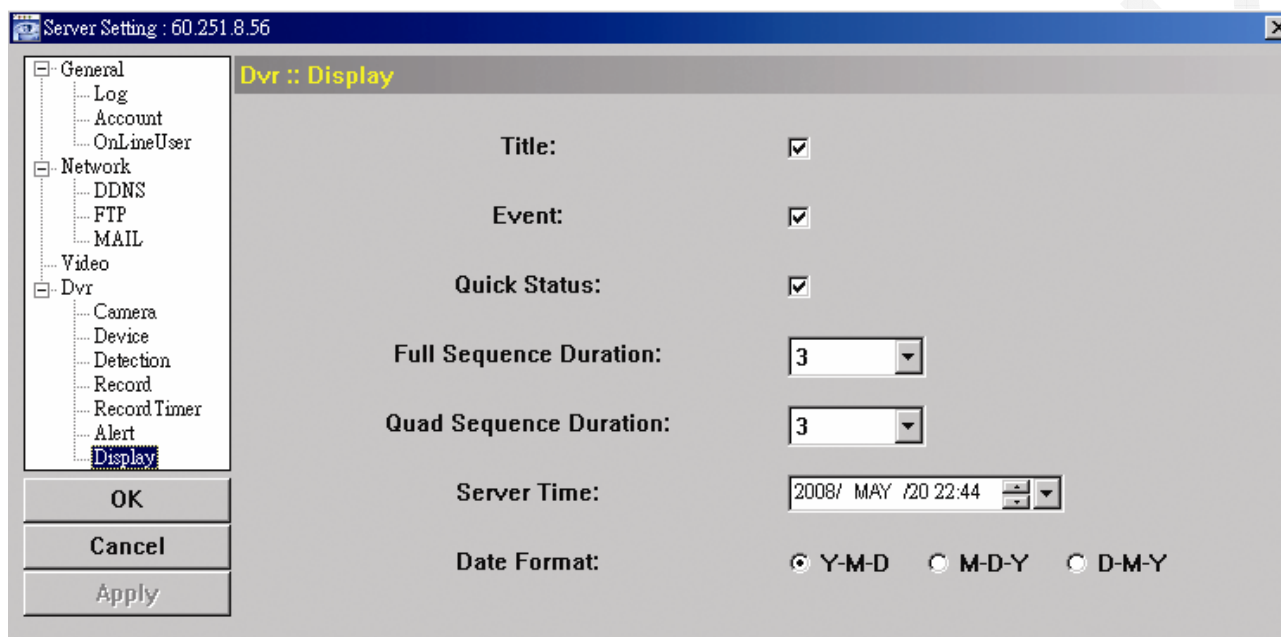 Server Setting : 60.251.8.56
General
Log
Account
OnLineUser
Network
DDNS
FTP
MAIL
Video
Dvr
Camera
Device
Detection
Record
Record Timer
Alert
Display
OK
Cancel
Apply
Dvr :: Display
Title:
Event:
Quick Status:
Full Sequence Duration: 3
Quad Sequence Duration: 3
Server Time: 2008/ MAY /20 22:44
Date Format: Y-M-D M-D-Y D-M-Y